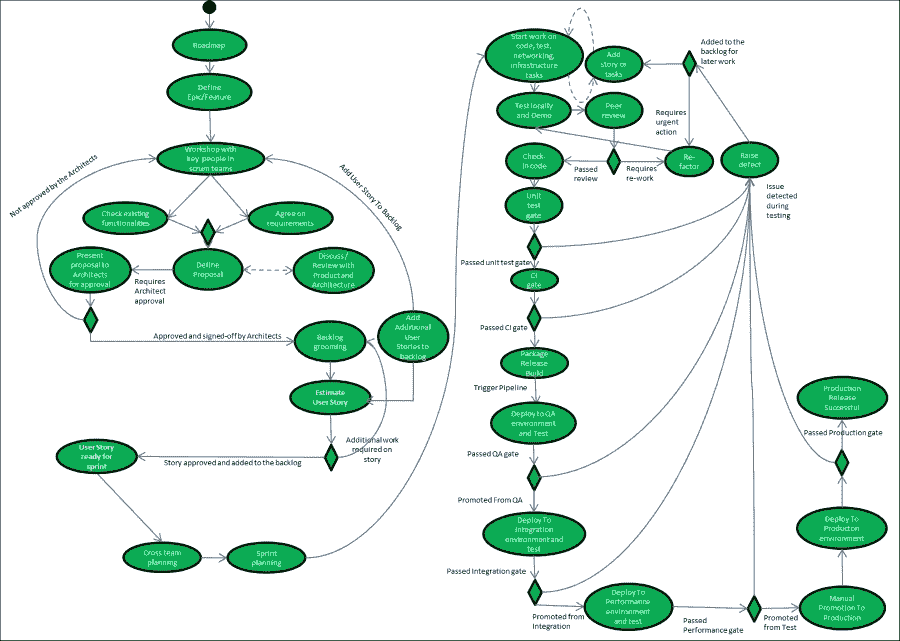 Roadmap
Define
Epic/Feature
Workshop with
key people in
scrum teams
Not approved by the Architects
Add User Story To Backlog
Check existing
functionalities
Agree on
requirements
Present
proposal to
Architects
for approval
Requires
Architect
approval
Define
Proposal
Discuss /
Review with
Product and
Architecture
Approved and signed-off by Architects
Backlog
grooming
Add
Additional
User
Stories to
backlog
Estimate
User Story
Additional work
required on
story
Story approved and added to the backlog
User Story
ready for
sprint
Cross team
planning
Sprint
planning
Start work on
code, test,
networking,
infrastructure
tasks
Add
story or
tasks
Added to the
backlog for
later work
Test locally
and Demo
Peer
review
Requires
urgent
action
Check-
in code
Passed
review
Requires
re-work
Re-
factor
Raise
defect
Issue
detected
during
testing
Unit
test
gate
Passed unit test gate
CI
gate
Passed CI gate
Package
Release
Build
Trigger Pipeline
Deploy to QA
environment
and Test
Passed QA gate
Promoted From QA
Deploy To
Integration
environment and
test
Passed Integration gate
Promoted from
Integration
Deploy To
Performance
environment
and test
Passed
Performance gate
Promoted
from Test
Manual
Promotion To
Production
Deploy To
Producton
environment
Passed Production gate
Production
Release
Successful